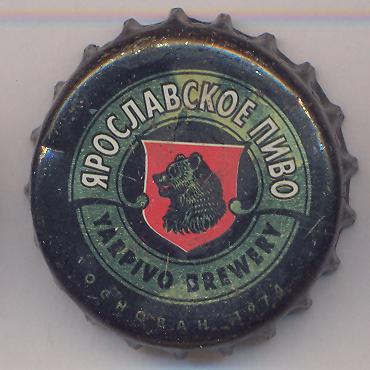 ЯРОСЛАВСКОЕ ПИВО
YARPIVO BREWERY
ОСНОВАН 1974